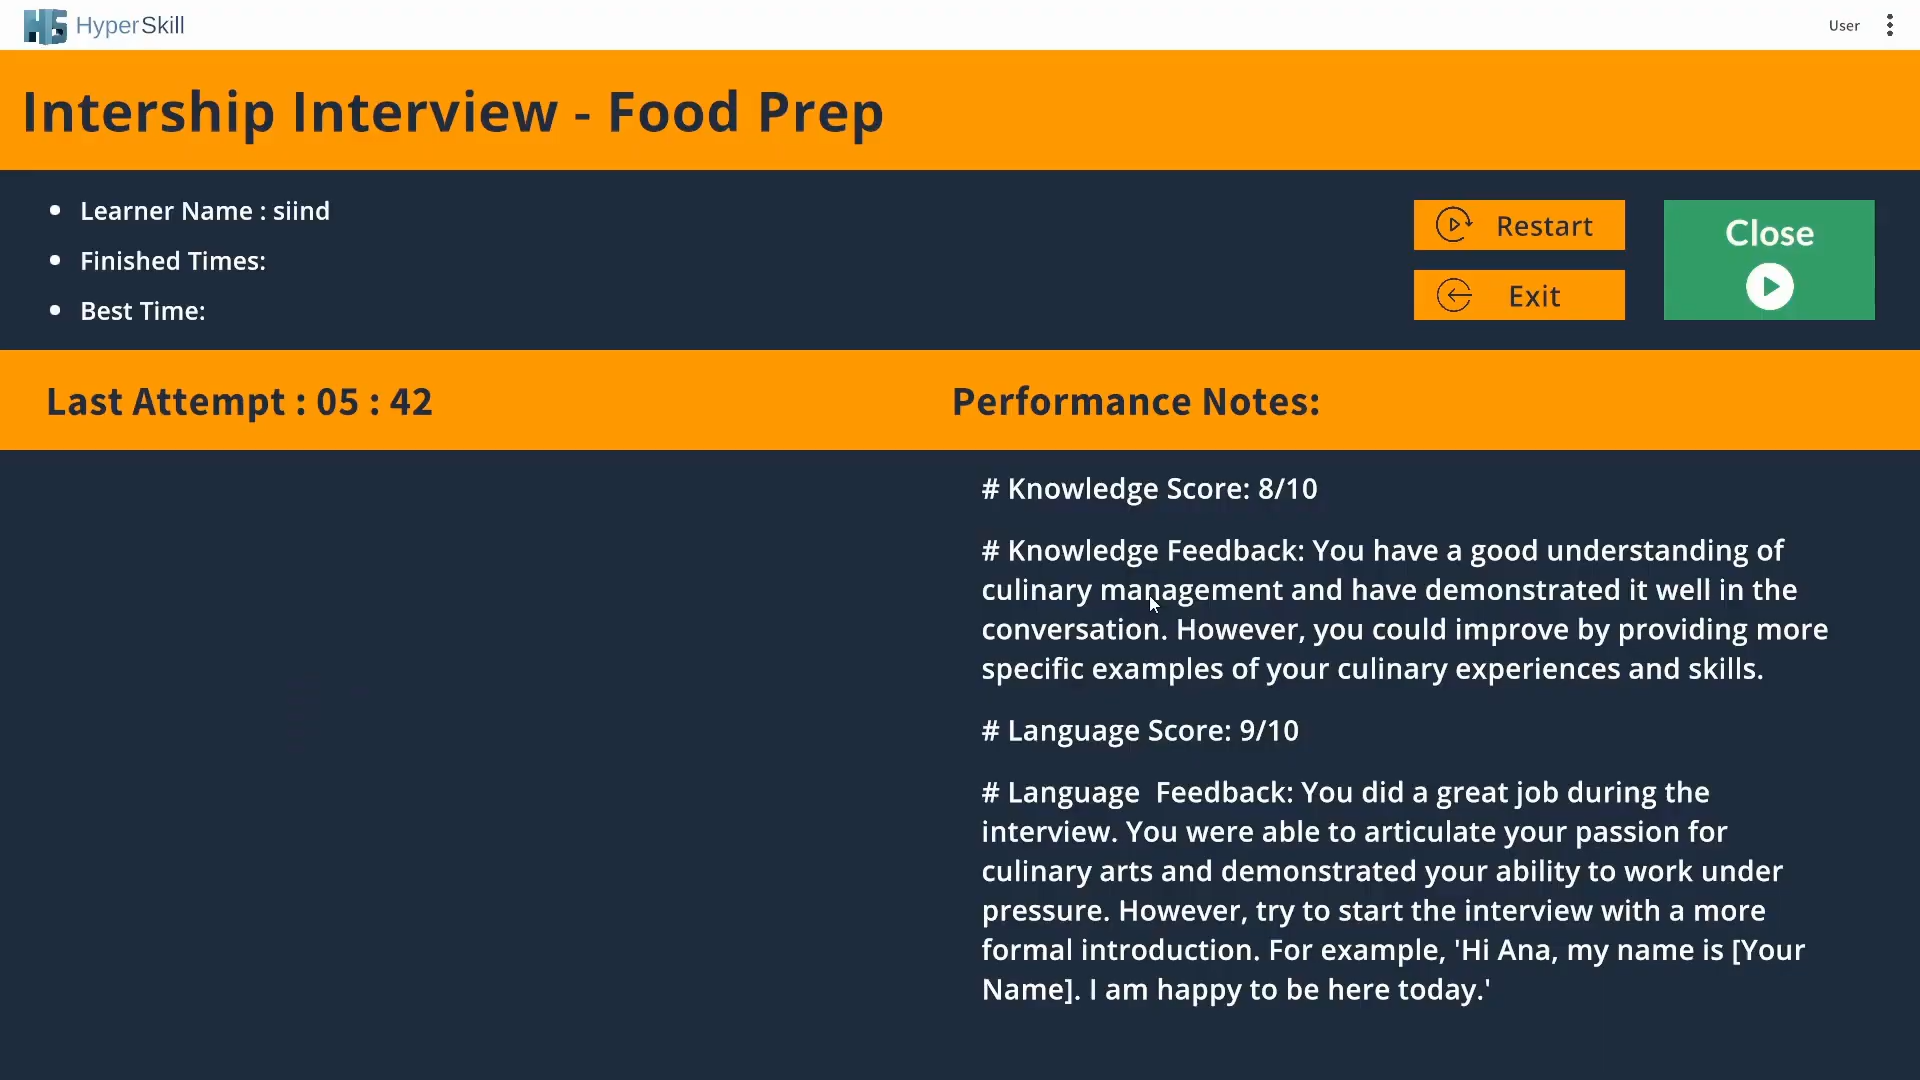 HS HyperSkill
User
Intership Interview - Food Prep
• Learner Name : siind
• Finished Times:
• Best Time:
Restart
Exit
Close
Last Attempt : 05 : 42
Performance Notes:
# Knowledge Score: 8/10
# Knowledge Feedback: You have a good understanding of
culinary management and have demonstrated it well in the
conversation. However, you could improve by providing more
specific examples of your culinary experiences and skills.
# Language Score: 9/10
# Language  Feedback: You did a great job during the
interview. You were able to articulate your passion for
culinary arts and demonstrated your ability to work under
pressure. However, try to start the interview with a more
formal introduction. For example, 'Hi Ana, my name is [Your
Name]. I am happy to be here today.'